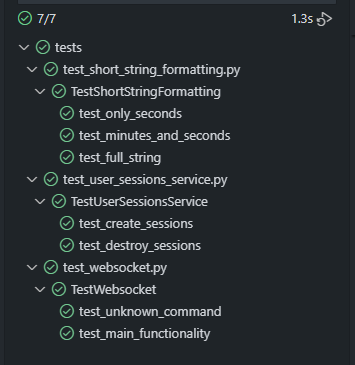 7/7 1.3s
tests
test_short_string_formatting.py
TestShortStringFormatting
test_only_seconds
test_minutes_and_seconds
test_full_string
test_user_sessions_service.py
TestUserSessionsService
test_create_sessions
test_destroy_sessions
test_websocket.py
TestWebsocket
test_unknown_command
test_main_functionality